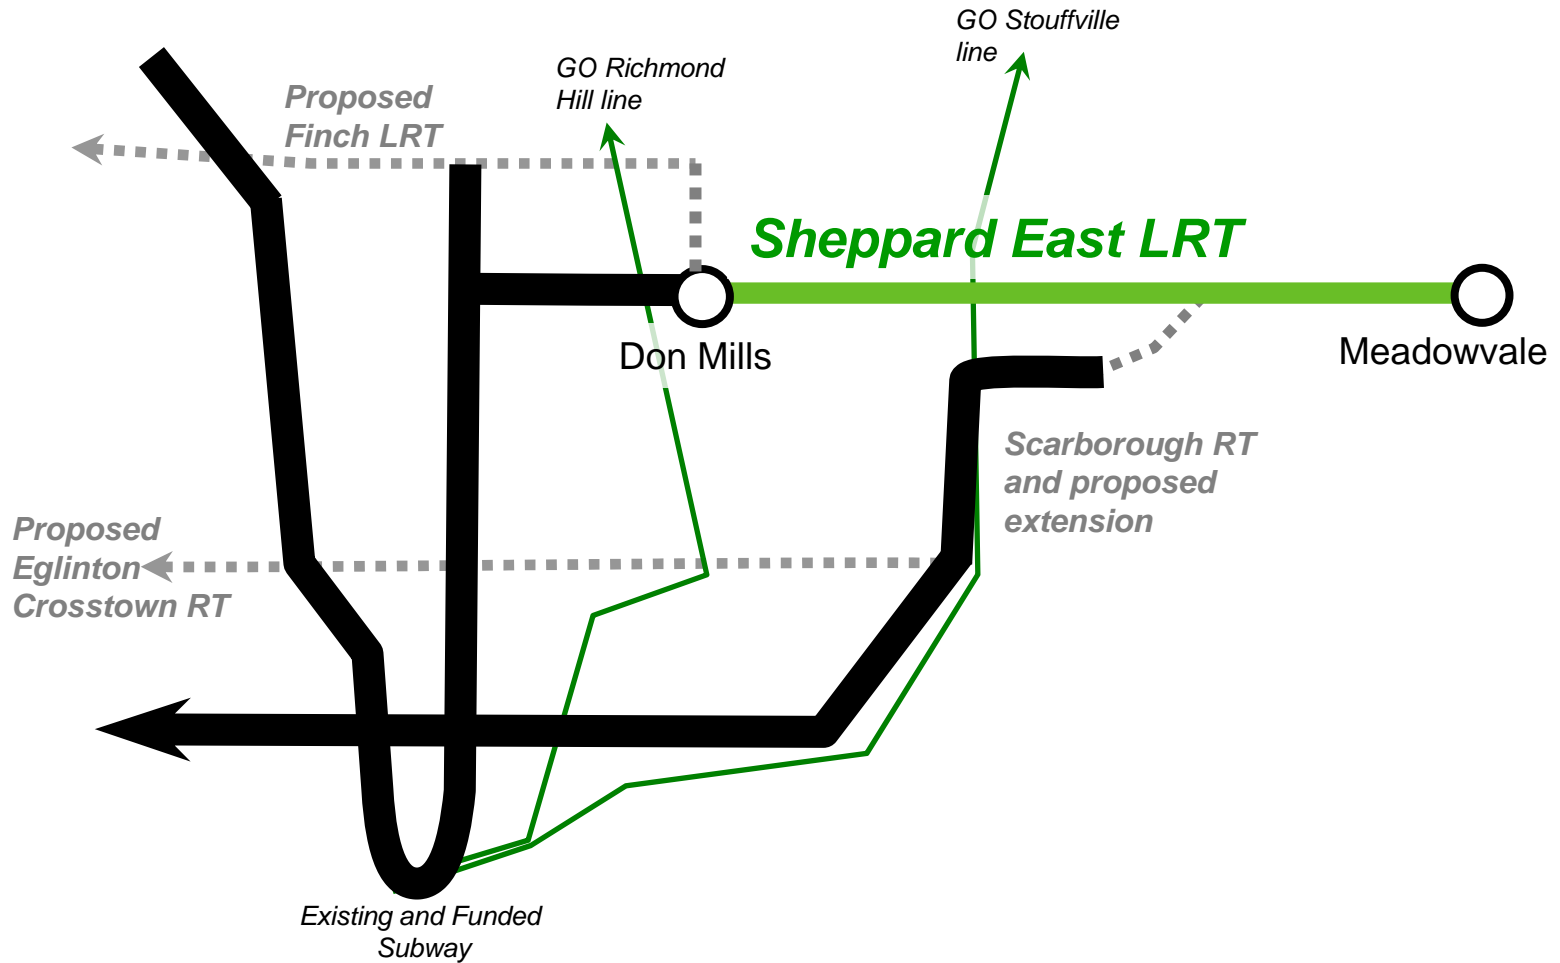 GO Stouffville
line
GO Richmond
Hill line
Proposed
Finch LRT
Sheppard East LRT
Don Mills
Meadowvale
Scarborough RT
and proposed
extension
Proposed
Eglinton
Crosstown RT
Existing and Funded
Subway